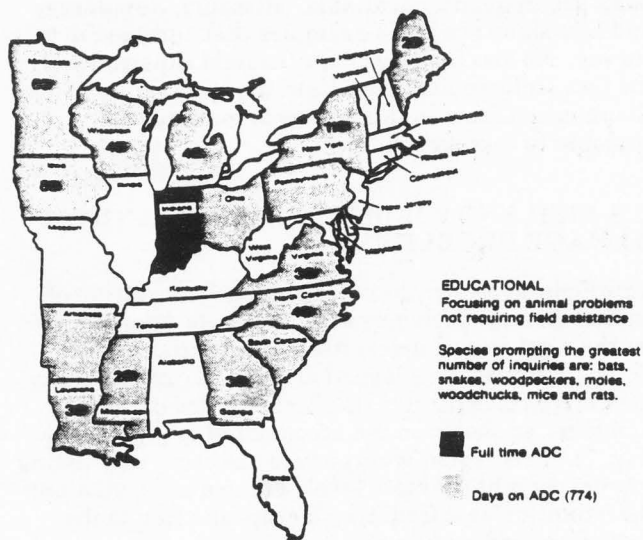 New Hampshire
Vermont
Maine
Minnesota
Massachusetts
Wisconsin
New York
Rhode Island
Michigan
Connecticut
Iowa
Pennsylvania
Illinois
Indiana
Ohio
New Jersey
Delaware
Maryland
Missouri
West
Virginia
Virginia
Kentucky
North Carolina
Tennessee
Arkansas
South Carolina
Alabama
Louisiana
Mississippi
Georgia
Florida
EDUCATIONAL
Focusing on animal problems
not requiring field assistance
Species prompting the greatest
number of inquiries are: bats,
snakes, woodpeckers, moles,
woodchucks, mice and rats.
Full time ADC
Days on ADC (774)